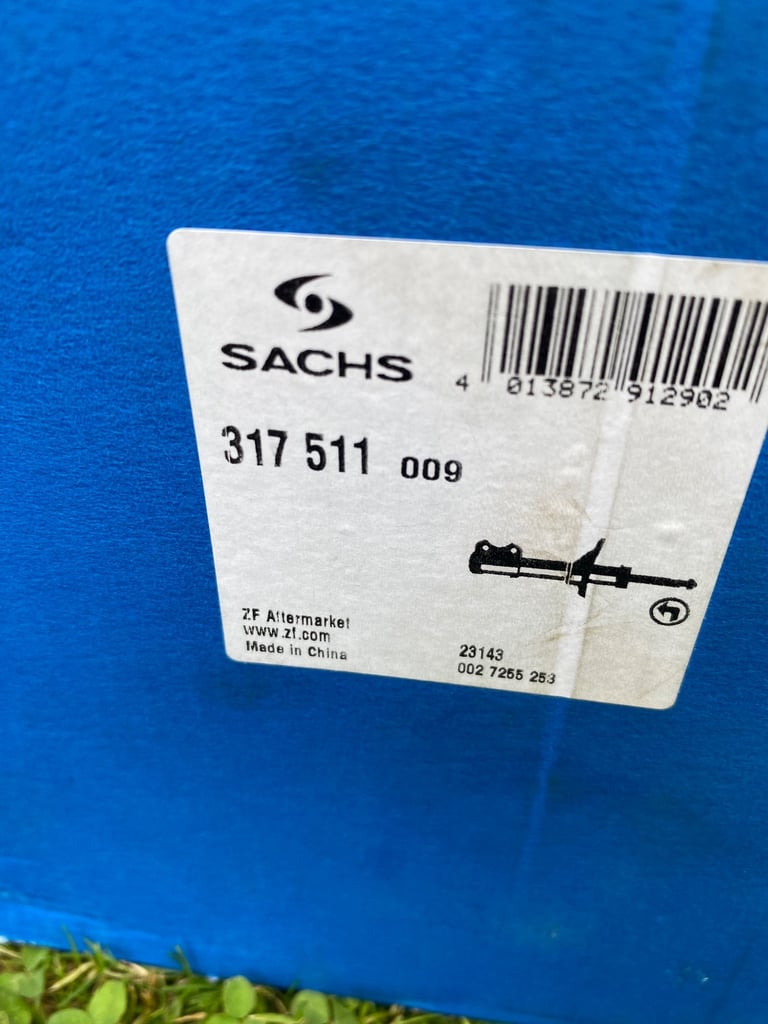 SACHS
4 013872 912902
317 511 009
ZF Aftermarket
www.zf.com
Made in China
23143
002 7255 253